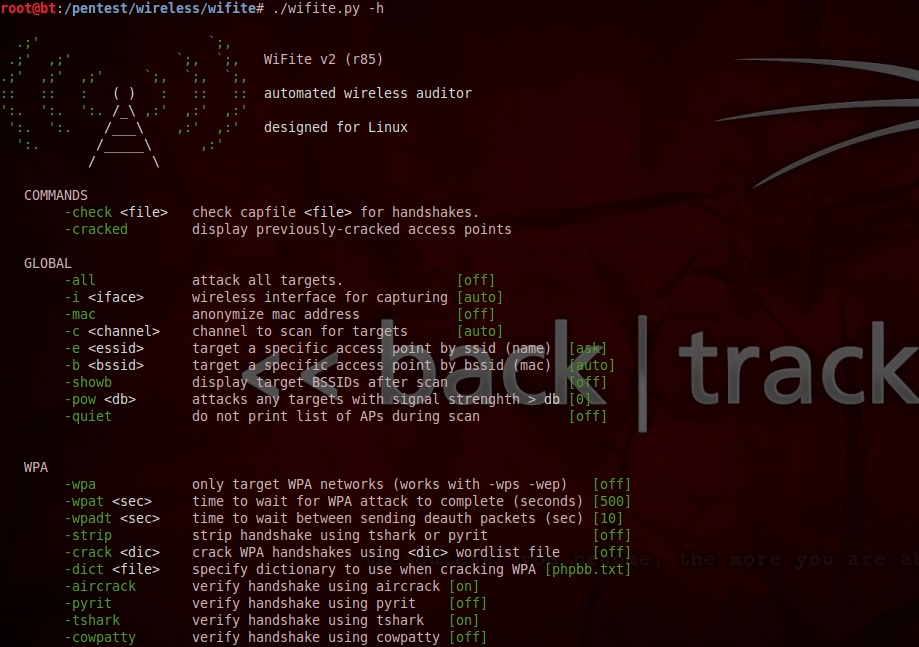 root@bt:/pentest/wireless/wifite# ./wifite.py -h
WiFite v2 (r85)
automated wireless auditor
designed for Linux
COMMANDS
-check <file> check capfile <file> for handshakes.
-cracked display previously-cracked access points
GLOBAL
-all attack all targets. [off]
-i <iface> wireless interface for capturing [auto]
-mac anonymize mac address [off]
-c <channel> channel to scan for targets [auto]
-e <essid> target a specific access point by ssid (name) [ask]
-b <bssid> target a specific access point by bssid (mac) [auto]
-showb display target BSSIDs after scan [off]
-pow <db> attacks any targets with signal strenghth > db [0]
-quiet do not print list of APs during scan [off]
<< back | track
WPA
-wpa only target WPA networks (works with -wps -wep) [off]
-wpat <sec> time to wait for WPA attack to complete (seconds) [500]
-wpadt <sec> time to wait between sending deauth packets (sec) [10]
-strip strip handshake using tshark or pyrit [off]
-crack <dic> crack WPA handshakes using <dic> wordlist file [off]
-dict <file> specify dictionary to use when cracking WPA [phpbb.txt]
-aircrack verify handshake using aircrack [on]
-pyrit verify handshake using pyrit [off]
-tshark verify handshake using tshark [on]
-cowpatty verify handshake using cowpatty [off]
the more you are